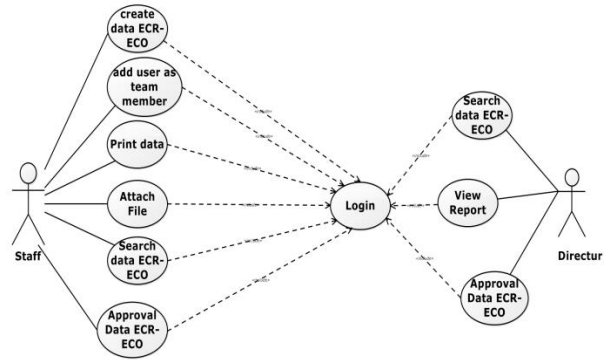 create
data ECR-
ECO
add user as
team
member
Print data
Attach
File
Search
data ECR-
ECO
Approval
Data ECR-
ECO
Staff
Login
Search
data ECR-
ECO
View
Report
Approval
Data ECR-
ECO
Directur